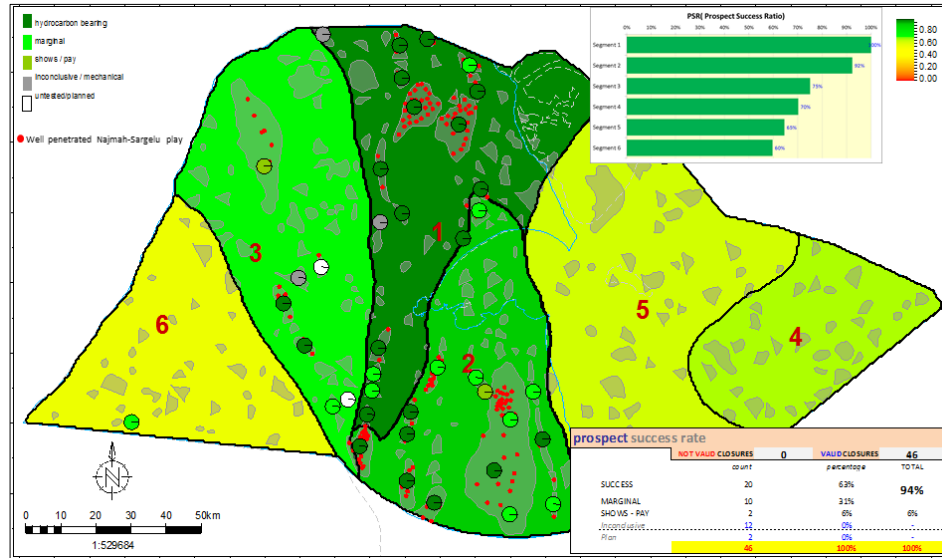 hydrocarbon bearing
marginal
shows / pay
inconclusive / mechanical
untested/planned
Well penetrated Najmah-Sargelu play
PSR( Prospect Success Ratio)
0% 10% 20% 30% 40% 50% 60% 70% 80% 90% 100%
Segment 1 100%
Segment 2 92%
Segment 3 75%
Segment 4 70%
Segment 5 65%
Segment 6 60%
0.80
0.60
0.40
0.20
0.00
1
3
5
6
4
2
0 10 20 30 40 50km
1:529684
prospect success rate
NOT VALID CLOSURES 0 VALID CLOSURES 46
count percentage TOTAL
SUCCESS 20 63% 94%
MARGINAL 10 31%
SHOWS - PAY 2 6% 6%
Inconclusive 12 0% -
Plan 2 0% -
46 100% 100%